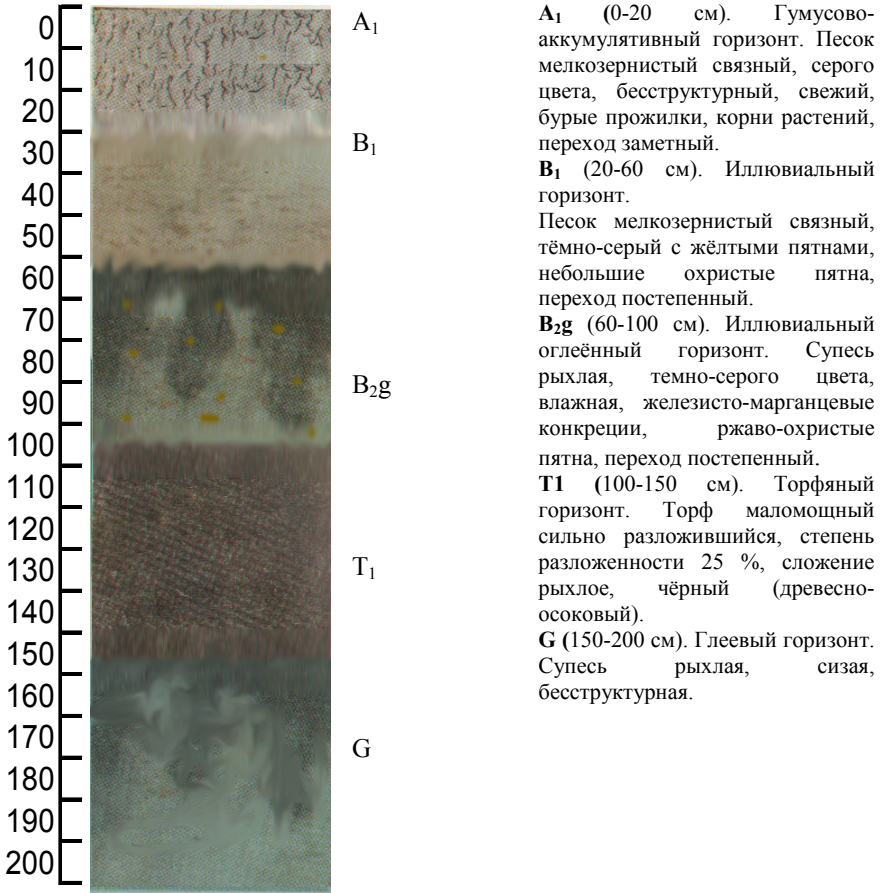 0
10
20
30
40
50
60
70
80
90
100
110
120
130
140
150
160
170
180
190
200
A₁
B₁
B₂g
T₁
G
A₁ (0-20 см). Гумусово-
аккумулятивный горизонт. Песок
мелкозернистый связный, серого
цвета, бесструктурный, свежий,
бурые прожилки, корни растений,
переход заметный.
B₁ (20-60 см). Иллювиальный
горизонт.
Песок мелкозернистый связный,
тёмно-серый с жёлтыми пятнами,
небольшие охристые пятна,
переход постепенный.
B₂g (60-100 см). Иллювиальный
оглеённый горизонт. Супесь
рыхлая, темно-серого цвета,
влажная, железисто-марганцевые
конкреции, ржаво-охристые
пятна, переход постепенный.
T1 (100-150 см). Торфяный
горизонт. Торф маломощный
сильно разложившийся, степень
разложенности 25 %, сложение
рыхлое, чёрный (древесно-
осоковый).
G (150-200 см). Глеевый горизонт.
Супесь рыхлая, сизая,
бесструктурная.